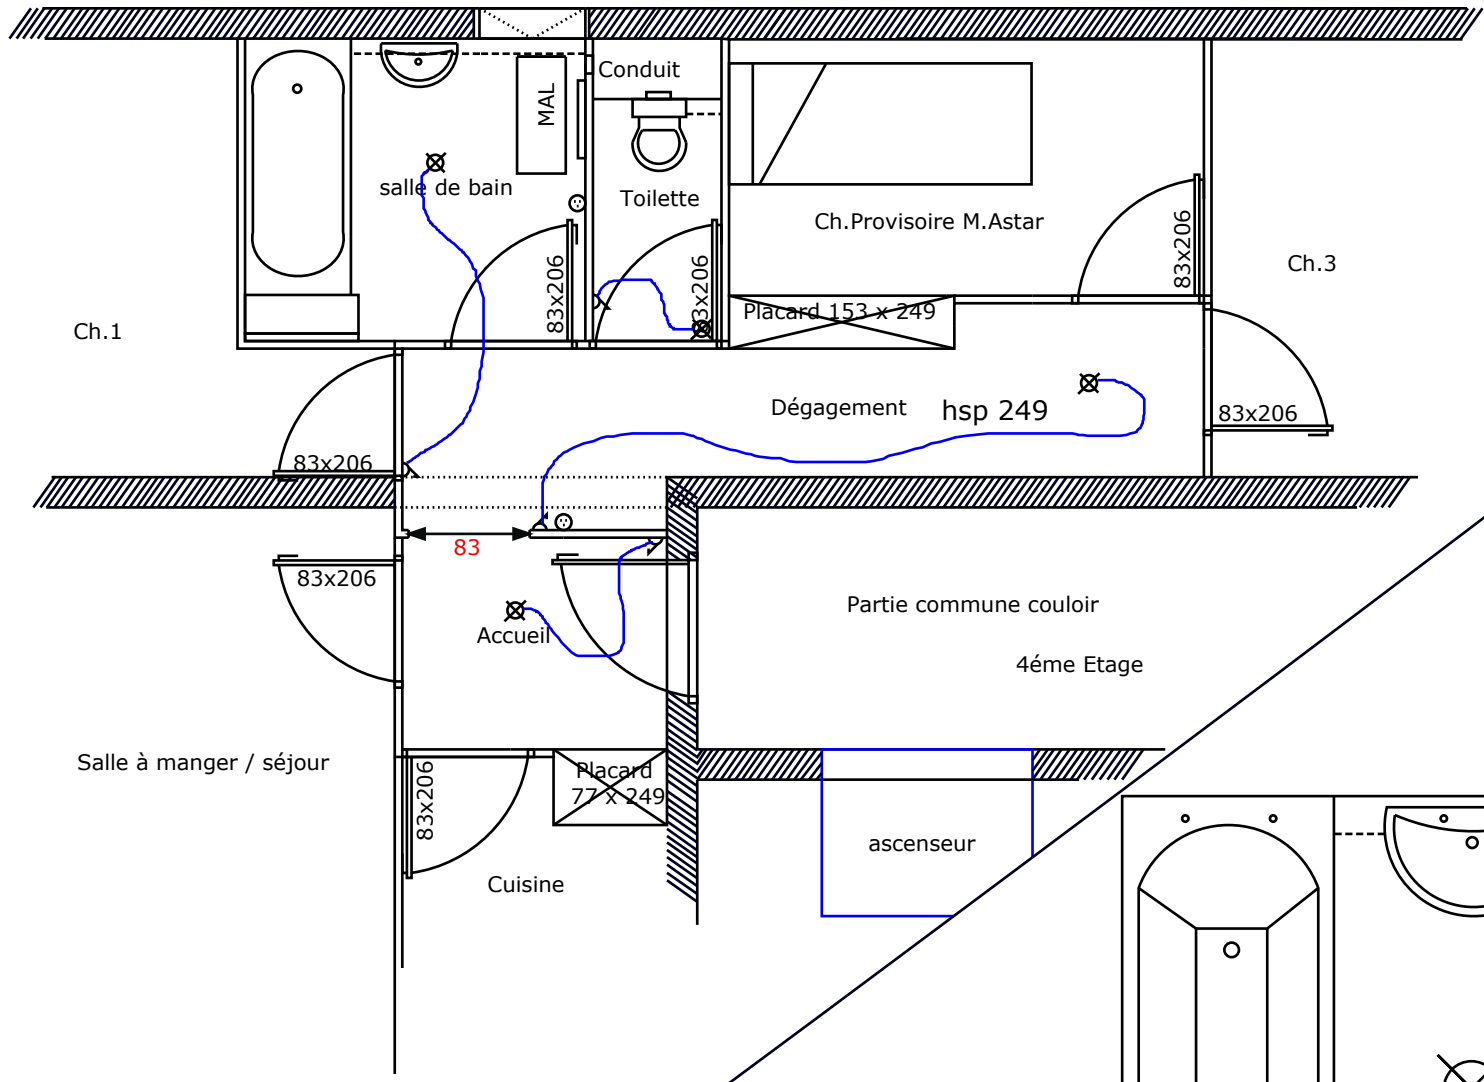 Conduit
MAL
salle de bain
Toilette
Ch.Provisoire M.Astar
83x206
83x206
83x206
3x206
Ch.3
Ch.1
Placard 153 x 249
Dégagement
hsp 249
83x206
83x206
83
83x206
Accueil
Partie commune couloir
4éme Etage
Salle à manger / séjour
83x206
Placard
77 x 249
ascenseur
Cuisine